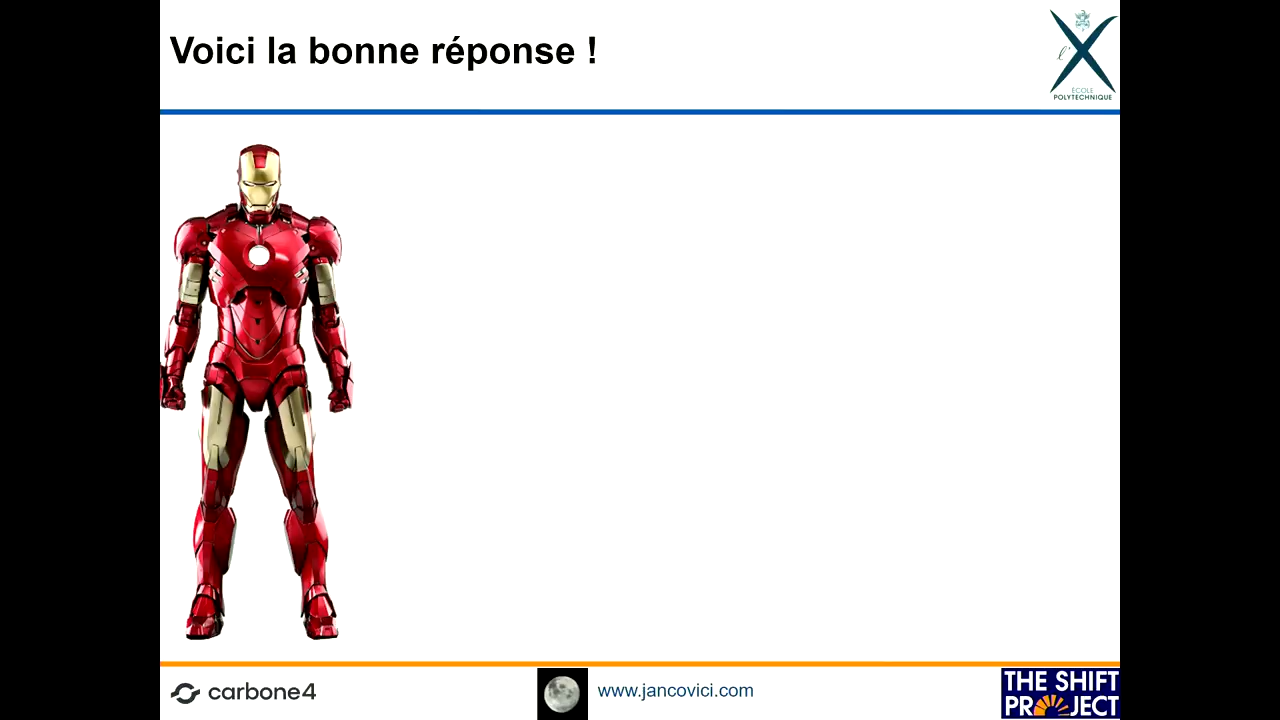 Voici la bonne réponse !
l'X
ÉCOLE
POLYTECHNIQUE
carbone4
www.jancovici.com
THE SHIFT
PROJECT